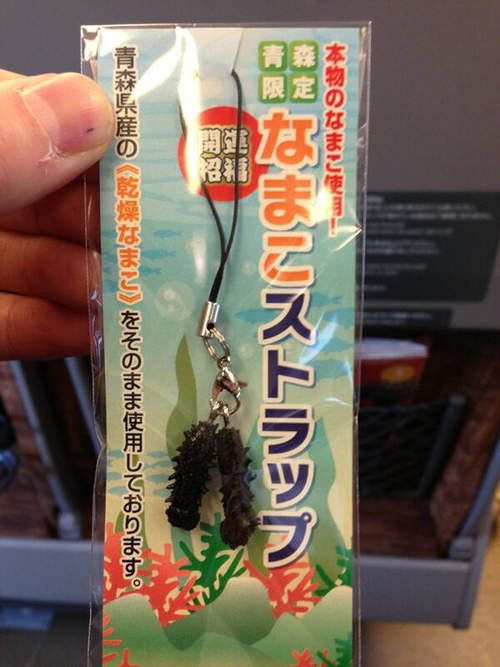 本物のなまこ使用！
青森
限定
なまこストラップ
開運
招福
青森県産の《乾燥なまこ》をそのまま使用しております。